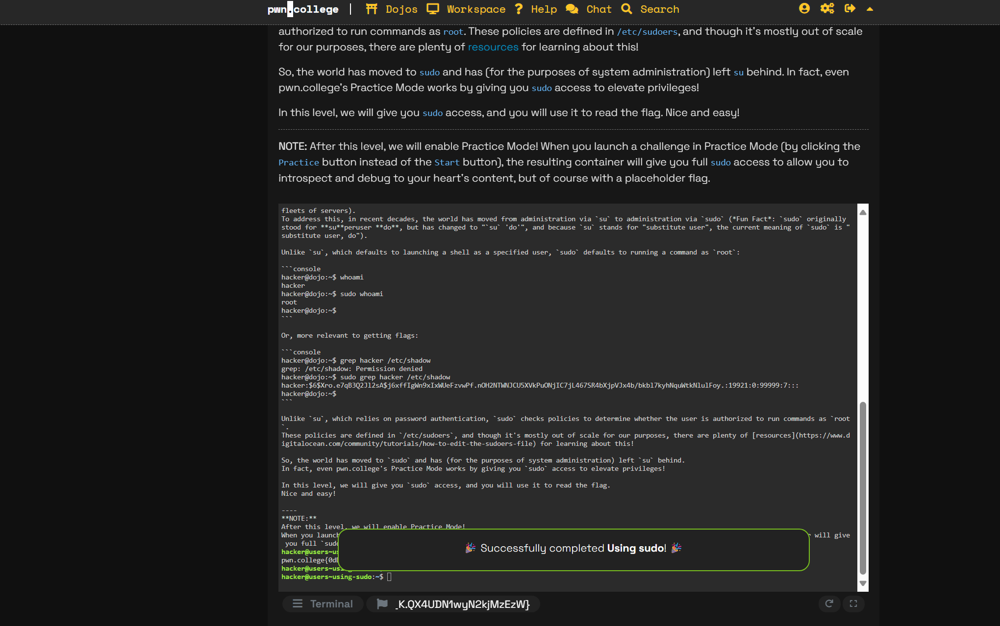 pwn.college | Dojos Workspace ? Help Chat Search
authorized to run commands as root. These policies are defined in /etc/sudoers, and though it's mostly out of scale
for our purposes, there are plenty of resources for learning about this!
So, the world has moved to sudo and has (for the purposes of system administration) left su behind. In fact, even
pwn.college's Practice Mode works by giving you sudo access to elevate privileges!
In this level, we will give you sudo access, and you will use it to read the flag. Nice and easy!
NOTE: After this level, we will enable Practice Mode! When you launch a challenge in Practice Mode (by clicking the
Practice button instead of the Start button), the resulting container will give you full sudo access to allow you to
introspect and debug to your heart's content, but of course with a placeholder flag.
fleets of servers).
To address this, in recent decades, the world has moved from administration via `su` to administration via `sudo` (*Fun Fact*: `sudo` originally
stood for **su**peruser **do**, but has changed to "`su` 'do'", and because `su` stands for "substitute user", the current meaning of `sudo` is "
substitute user, do").
Unlike `su`, which defaults to launching a shell as a specified user, `sudo` defaults to running a command as `root`:
```console
hacker@dojo:~$ whoami
hacker
hacker@dojo:~$ sudo whoami
root
hacker@dojo:~$
```
Or, more relevant to getting flags:
```console
hacker@dojo:~$ grep hacker /etc/shadow
grep: /etc/shadow: Permission denied
hacker@dojo:~$ sudo grep hacker /etc/shadow
hacker:$6$Xro.e7qB3Q2Jl2sA$j6xffIgWn9xIxWUeFzvwPf.nOH2NTWNJCU5XVkPuONjIC7jL467SR4bXjpVJx4b/bkbl7kyhNquWtkNlulFoy.:19921:0:99999:7:::
hacker@dojo:~$
```
Unlike `su`, which relies on password authentication, `sudo` checks policies to determine whether the user is authorized to run commands as `root
`.
These policies are defined in `/etc/sudoers`, and though it's mostly out of scale for our purposes, there are plenty of [resources](https://www.d
igitalocean.com/community/tutorials/how-to-edit-the-sudoers-file) for learning about this!
So, the world has moved to `sudo` and has (for the purposes of system administration) left `su` behind.
In fact, even pwn.college's Practice Mode works by giving you `sudo` access to elevate privileges!
In this level, we will give you `sudo` access, and you will use it to read the flag.
Nice and easy!
----
**NOTE:**
After this level, we will enable Practice Mode!
When you launch will give
you full `sudo
hacker@users~us
pwn.college{0d
hacker@users~us
🎉 Successfully completed Using sudo! 🎉
hacker@users~using-sudo:~$
Terminal _K.QX4UDN1wyN2kjMzEzW}